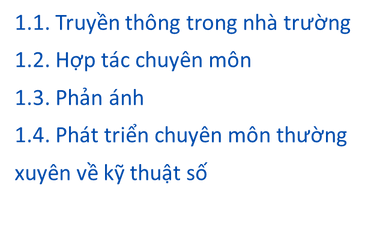 1.1. Truyền thông trong nhà trường
1.2. Hợp tác chuyên môn
1.3. Phản ánh
1.4. Phát triển chuyên môn thường
xuyên về kỹ thuật số